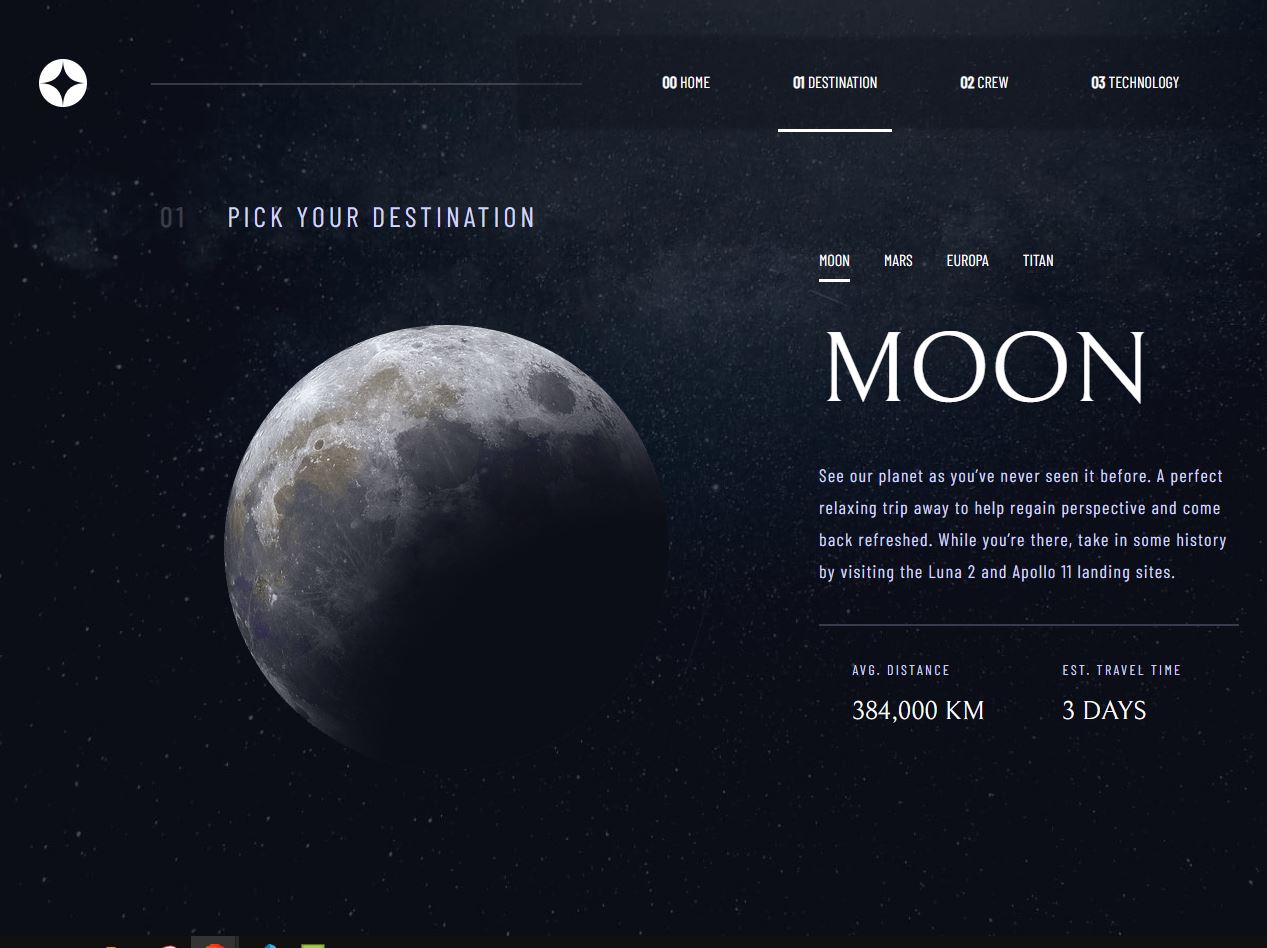 00 HOME
01 DESTINATION
02 CREW
03 TECHNOLOGY
01 PICK YOUR DESTINATION
MOON
MARS
EUROPA
TITAN
MOON
See our planet as you’ve never seen it before. A perfect
relaxing trip away to help regain perspective and come
back refreshed. While you’re there, take in some history
by visiting the Luna 2 and Apollo 11 landing sites.
AVG. DISTANCE
384,000 KM
EST. TRAVEL TIME
3 DAYS